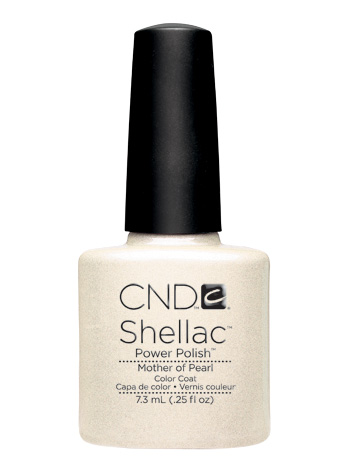 CND c
Shellac™
Power Polish™
Mother of Pearl
Color Coat
Capa de color • Vernis couleur
7.3 mL (.25 fl oz)